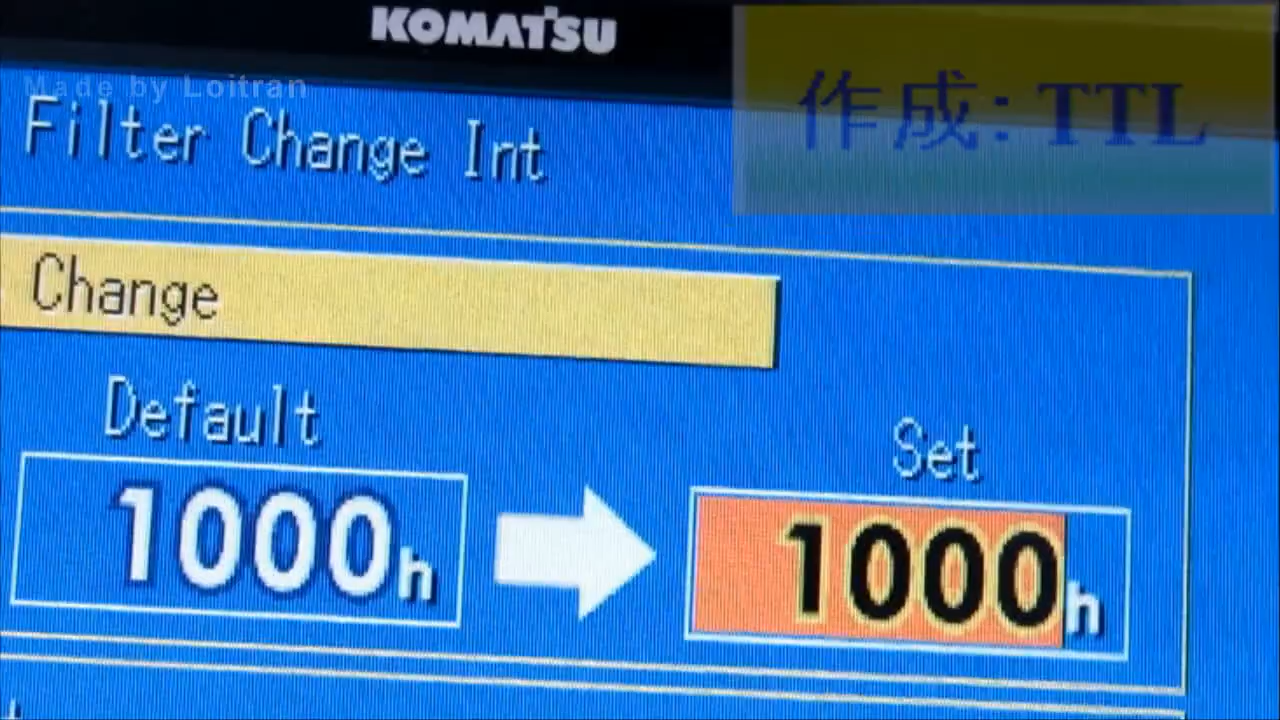 KOMATSU
作成: TTL
Made by Loitran
Filter Change Int
Change
Default
Set
1000h
1000h